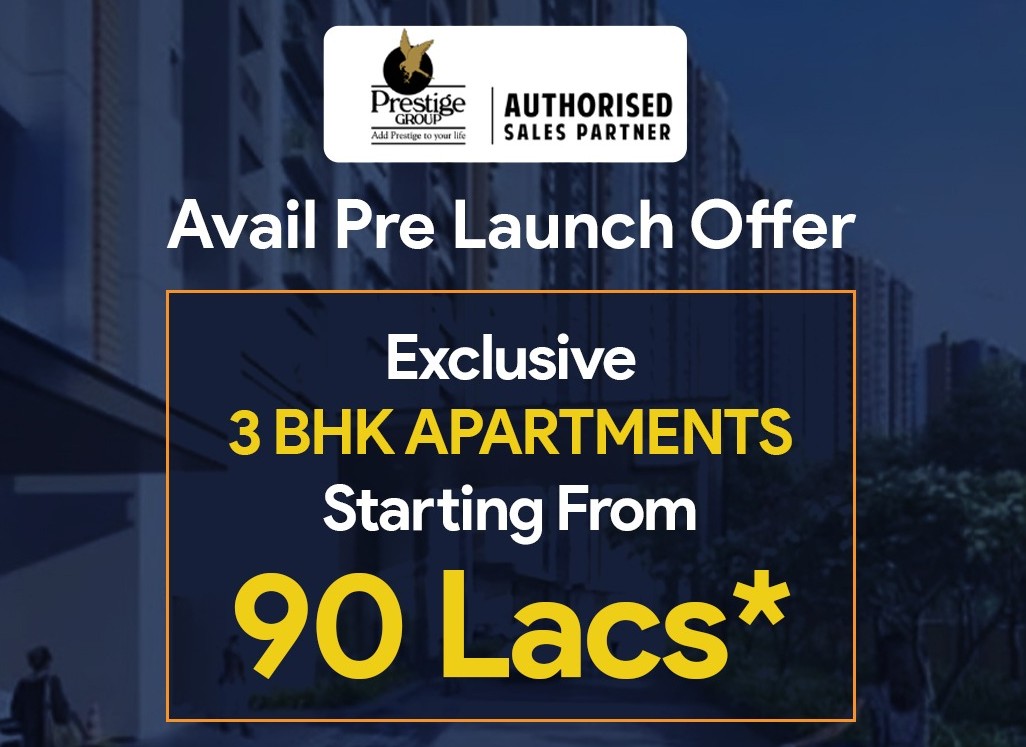 Prestige
GROUP
Add Prestige to your life
AUTHORISED
SALES PARTNER
Avail Pre Launch Offer
Exclusive
3 BHK APARTMENTS
Starting From
90 Lacs*